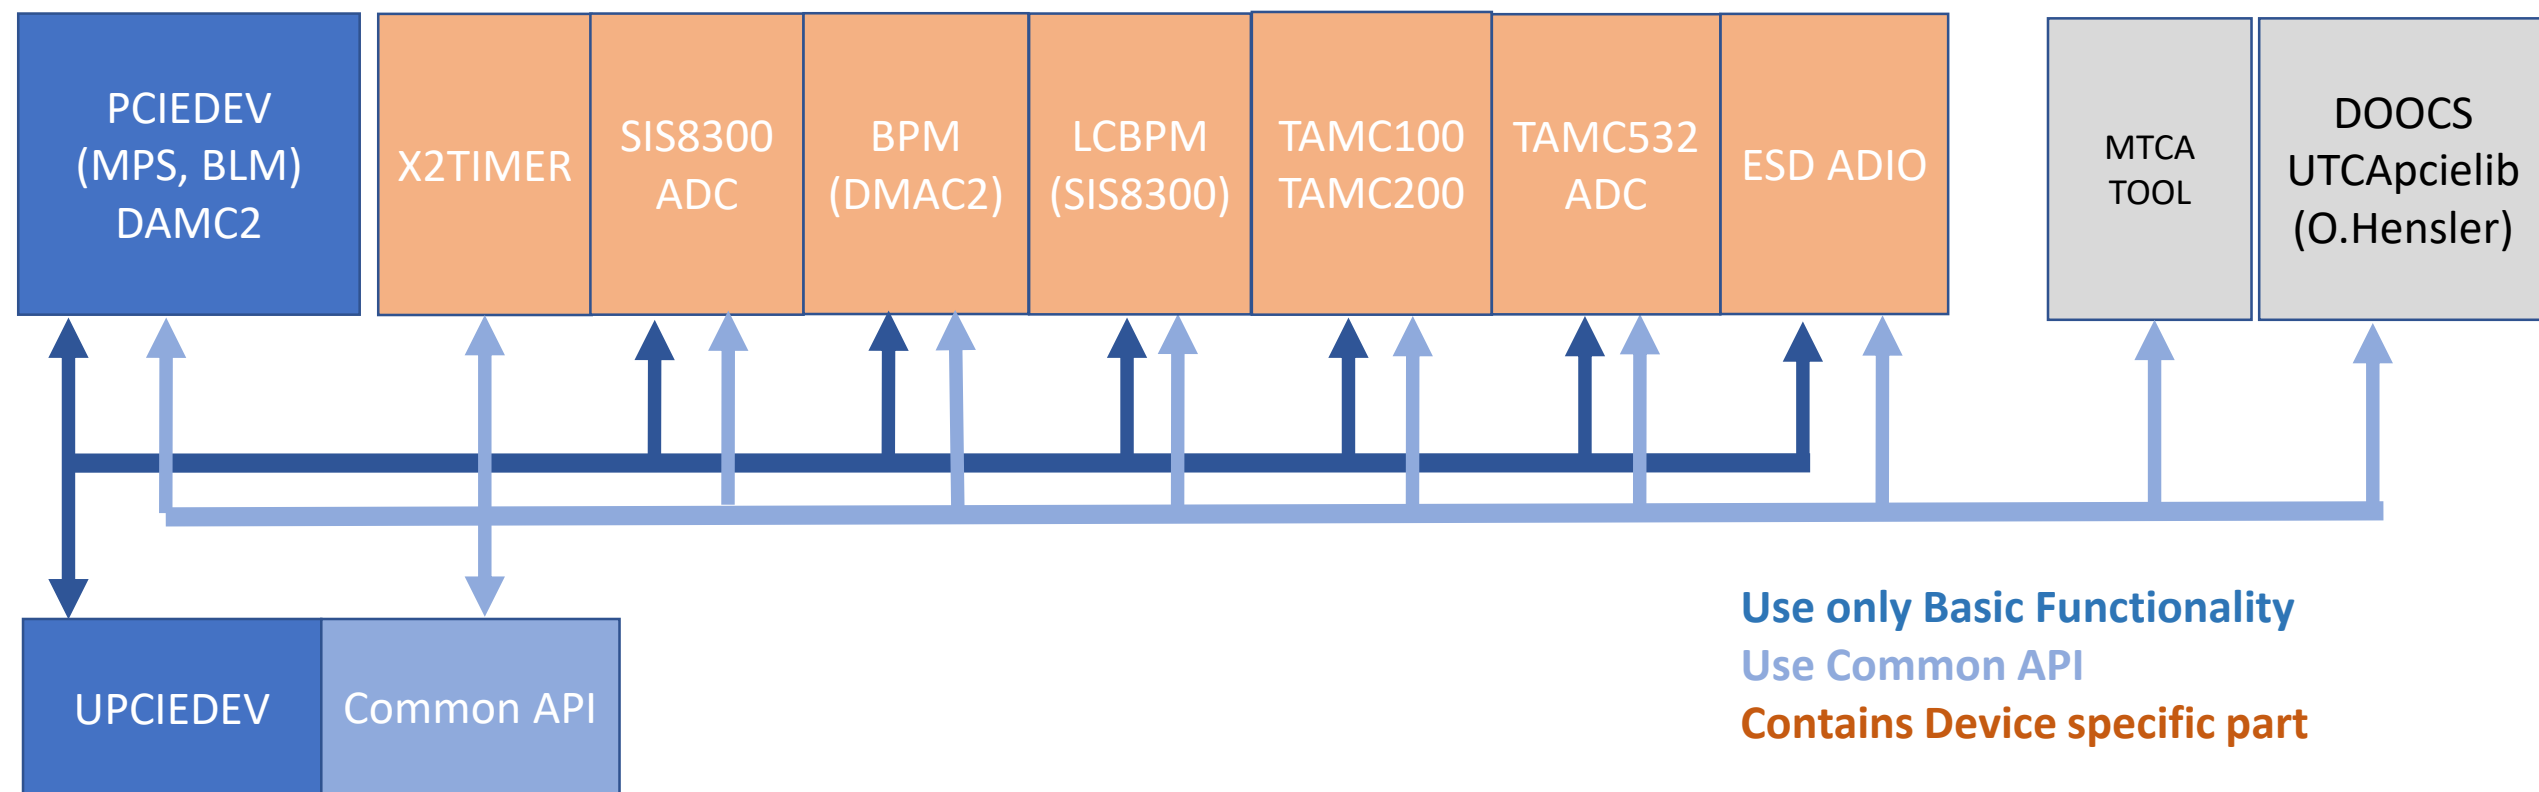 PCIEDEV
(MPS, BLM)
DAMC2
X2TIMER
SIS8300
ADC
BPM
(DMAC2)
LCBPM
(SIS8300)
TAMC100
TAMC200
TAMC532
ADC
ESD ADIO
MTCA
TOOL
DOOCS
UTCApcielib
(O.Hensler)
UPCIEDEV
Common API
Use only Basic Functionality
Use Common API
Contains Device specific part